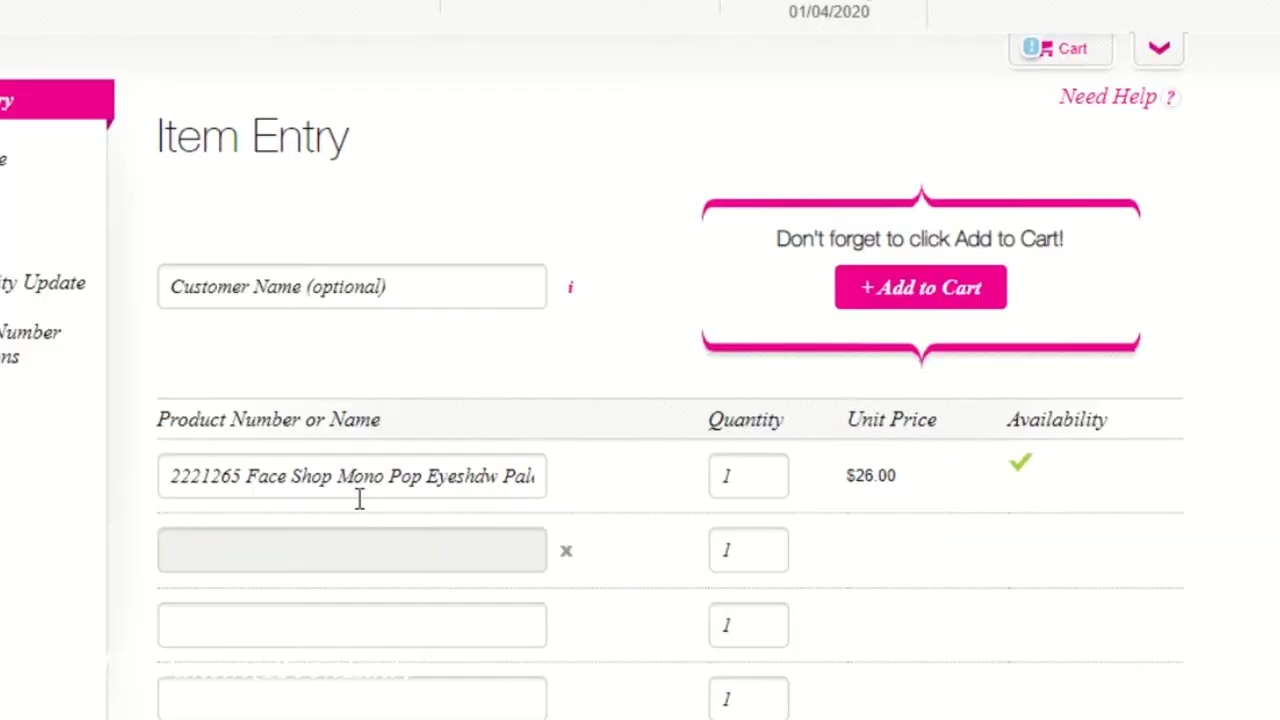 01/04/2020
Cart
Need Help ?
ry
Item Entry
e
Don't forget to click Add to Cart!
ity Update
Customer Name (optional)
i
+ Add to Cart
Number
ns
Product Number or Name
Quantity
Unit Price
Availability
2221265 Face Shop Mono Pop Eyeshdw Pal
1
$26.00
x
1
1
1